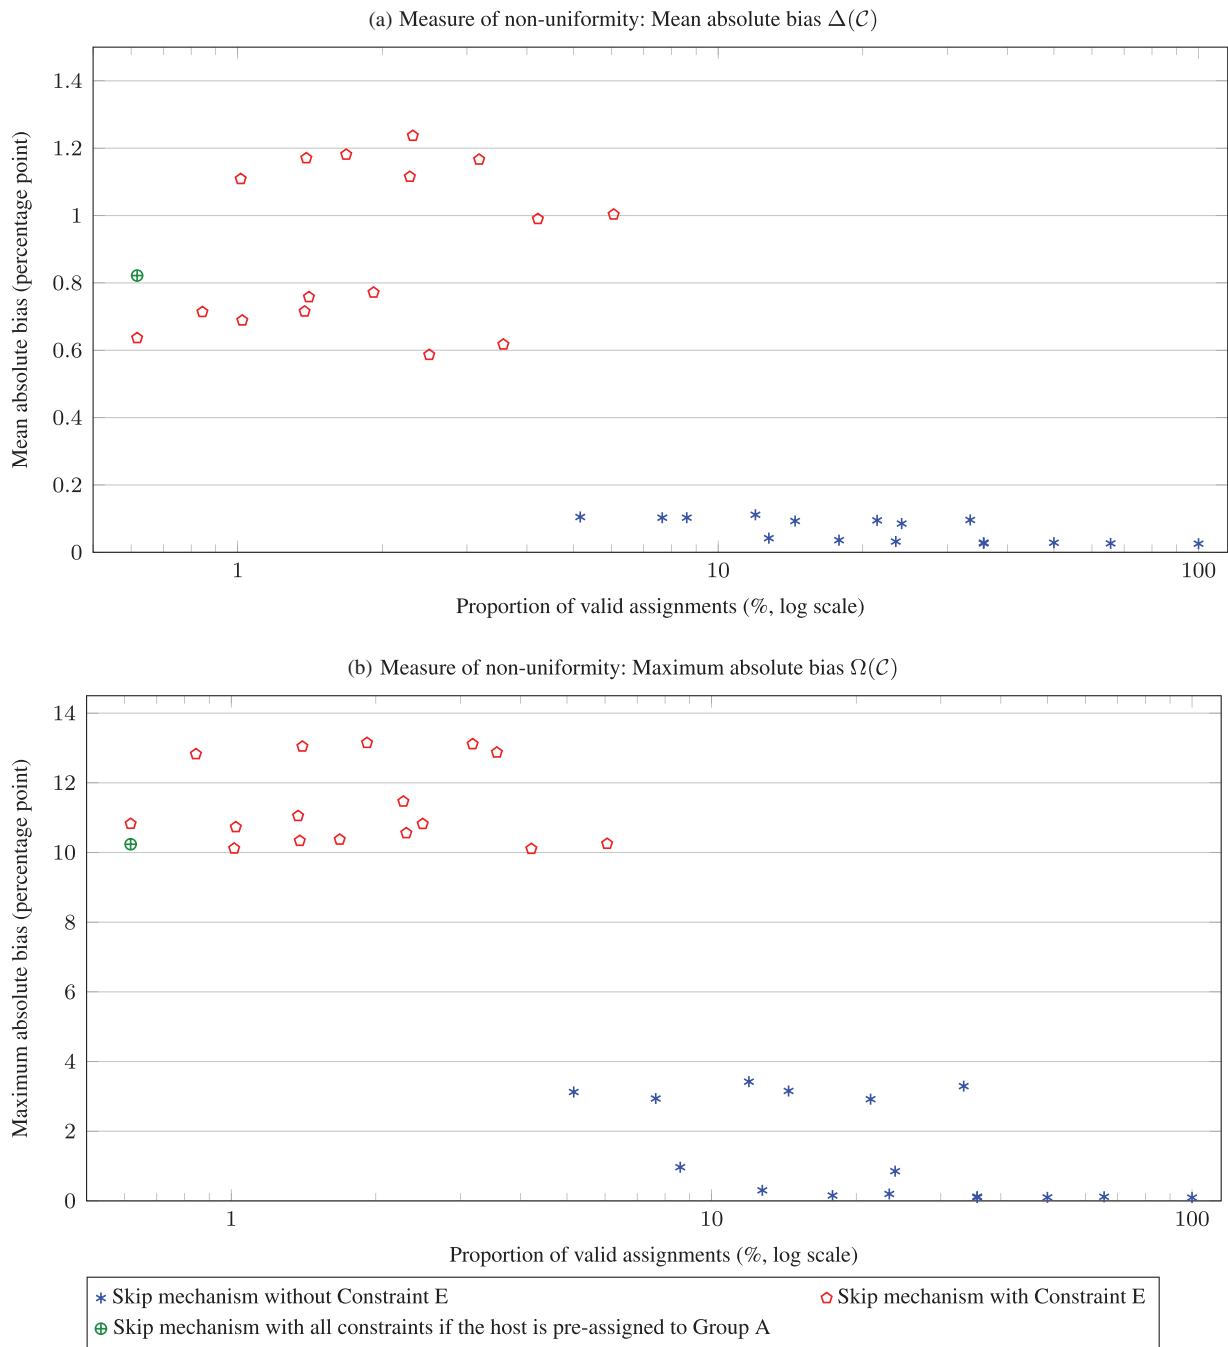 (a) Measure of non-uniformity: Mean absolute bias Δ(𝒞)
Mean absolute bias (percentage point)
1.4
1.2
1
0.8
0.6
0.4
0.2
0
1
10
100
Proportion of valid assignments (%, log scale)
(b) Measure of non-uniformity: Maximum absolute bias Ω(𝒞)
Maximum absolute bias (percentage point)
14
12
10
8
6
4
2
0
1
10
100
Proportion of valid assignments (%, log scale)
Skip mechanism without Constraint E
Skip mechanism with Constraint E
Skip mechanism with all constraints if the host is pre-assigned to Group A